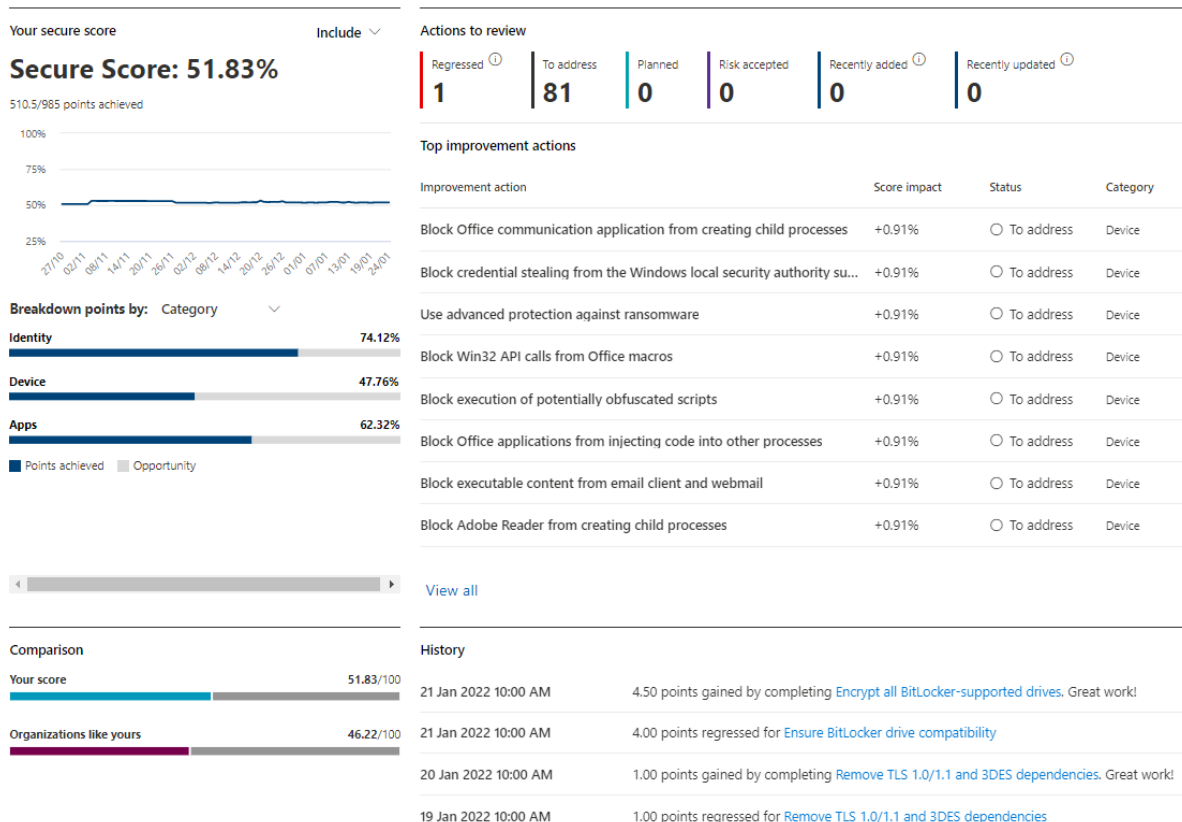 Your secure score
Include
Secure Score: 51.83%
510.5/985 points achieved
100%
75%
50%
25%
27/10 02/11 08/11 14/11 20/11 26/11 02/12 08/12 14/12 20/12 26/12 01/01 07/01 13/01 19/01 24/01
Breakdown points by: Category
Identity 74.12%
Device 47.76%
Apps 62.32%
Points achieved Opportunity
Actions to review
Regressed To address Planned Risk accepted Recently added Recently updated
1 81 0 0 0 0
Top improvement actions
Improvement action Score impact Status Category
Block Office communication application from creating child processes +0.91% To address Device
Block credential stealing from the Windows local security authority su... +0.91% To address Device
Use advanced protection against ransomware +0.91% To address Device
Block Win32 API calls from Office macros +0.91% To address Device
Block execution of potentially obfuscated scripts +0.91% To address Device
Block Office applications from injecting code into other processes +0.91% To address Device
Block executable content from email client and webmail +0.91% To address Device
Block Adobe Reader from creating child processes +0.91% To address Device
View all
Comparison
Your score 51.83/100
Organizations like yours 46.22/100
History
21 Jan 2022 10:00 AM 4.50 points gained by completing Encrypt all BitLocker-supported drives. Great work!
21 Jan 2022 10:00 AM 4.00 points regressed for Ensure BitLocker drive compatibility
20 Jan 2022 10:00 AM 1.00 points gained by completing Remove TLS 1.0/1.1 and 3DES dependencies. Great work!
19 Jan 2022 10:00 AM 1.00 points regressed for Remove TLS 1.0/1.1 and 3DES dependencies